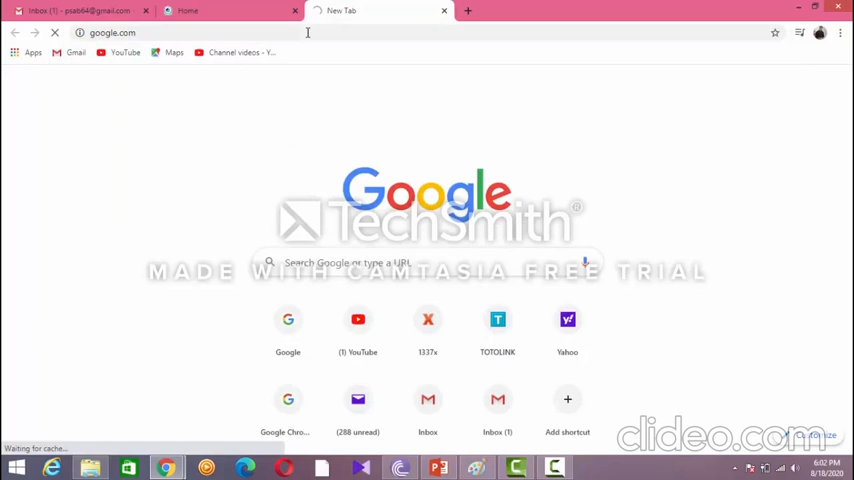 Inbox (1) - psab64@gmail.com
Home
New Tab
google.com
Apps
Gmail
YouTube
Maps
Channel videos - Y...
Google
TechSmith®
Search Google or type a URL
MADE WITH CAMTASIA FREE TRIAL
Google
(1) YouTube
1337x
TOTOLINK
Yahoo
Google Chro...
(288 unread)
Inbox
Inbox (1)
Add shortcut
Customize
clideo.com
Waiting for cache...
6:02 PM
8/18/2020